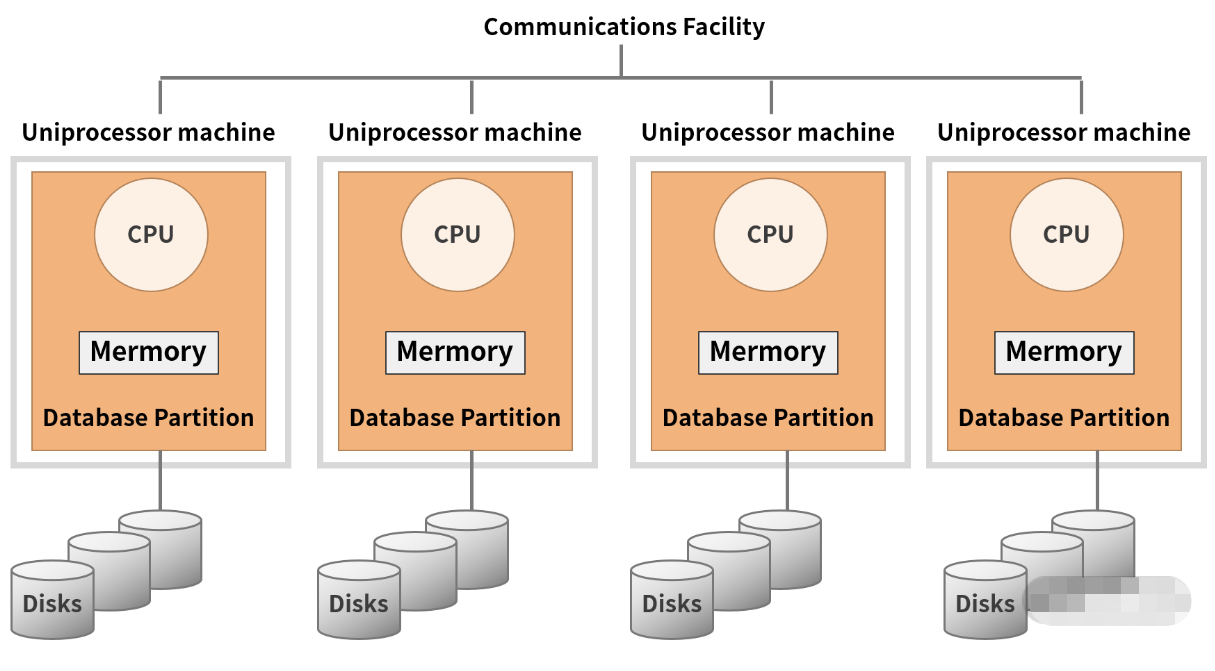 Communications Facility
Uniprocessor machine
Uniprocessor machine
Uniprocessor machine
Uniprocessor machine
CPU
CPU
CPU
CPU
Mermory
Mermory
Mermory
Mermory
Database Partition
Database Partition
Database Partition
Database Partition
Disks
Disks
Disks
Disks